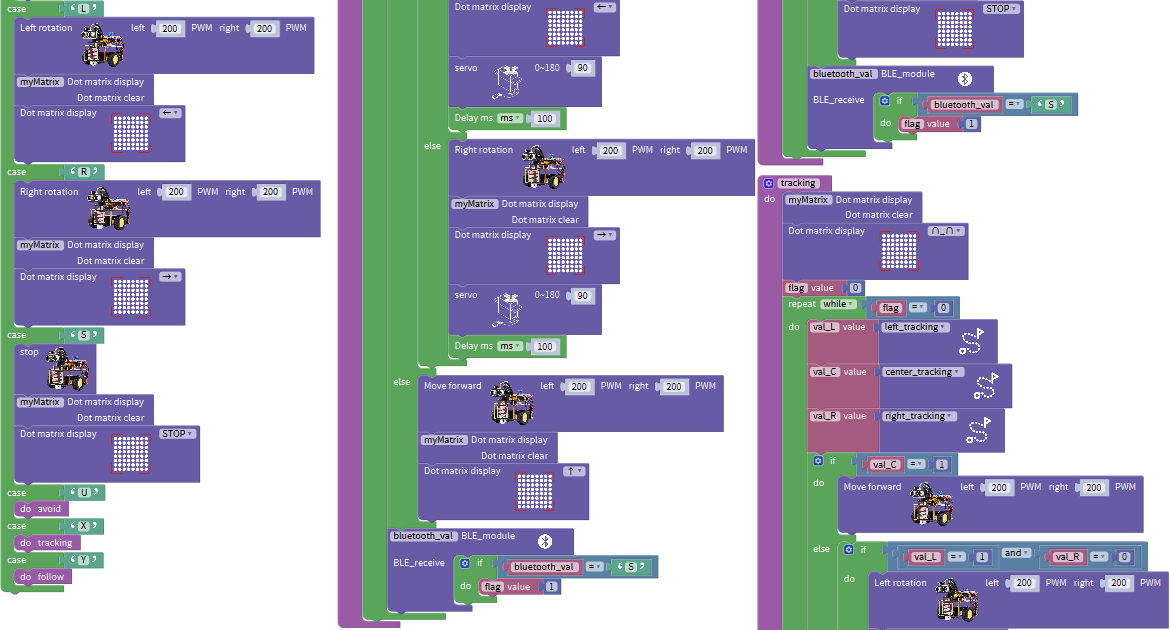 case “ L ”
Left rotation left 200 PWM right 200 PWM
myMatrix Dot matrix display
Dot matrix clear
Dot matrix display ←
case “ R ”
Right rotation left 200 PWM right 200 PWM
myMatrix Dot matrix display
Dot matrix clear
Dot matrix display →
case “ S ”
stop
myMatrix Dot matrix display
Dot matrix clear
Dot matrix display STOP
case “ U ”
do avoid
case “ X ”
do tracking
case “ Y ”
do follow
Dot matrix display ←
servo 0~180 90
Delay ms ms 100
else Right rotation left 200 PWM right 200 PWM
myMatrix Dot matrix display
Dot matrix clear
Dot matrix display →
servo 0~180 90
Delay ms ms 100
else Move forward left 200 PWM right 200 PWM
myMatrix Dot matrix display
Dot matrix clear
Dot matrix display ↑
bluetooth_val BLE_module
BLE_receive if bluetooth_val = “ S ”
do flag value 1
Dot matrix display STOP
bluetooth_val BLE_module
BLE_receive if bluetooth_val = “ S ”
do flag value 1
tracking
do myMatrix Dot matrix display
Dot matrix clear
Dot matrix display ∩_∩
flag value 0
repeat while flag = 0
do val_L value left_tracking
val_C value center_tracking
val_R value right_tracking
if val_C = 1
do Move forward left 200 PWM right 200 PWM
else if val_L = 1 and val_R = 0
do Left rotation left 200 PWM right 200 PWM